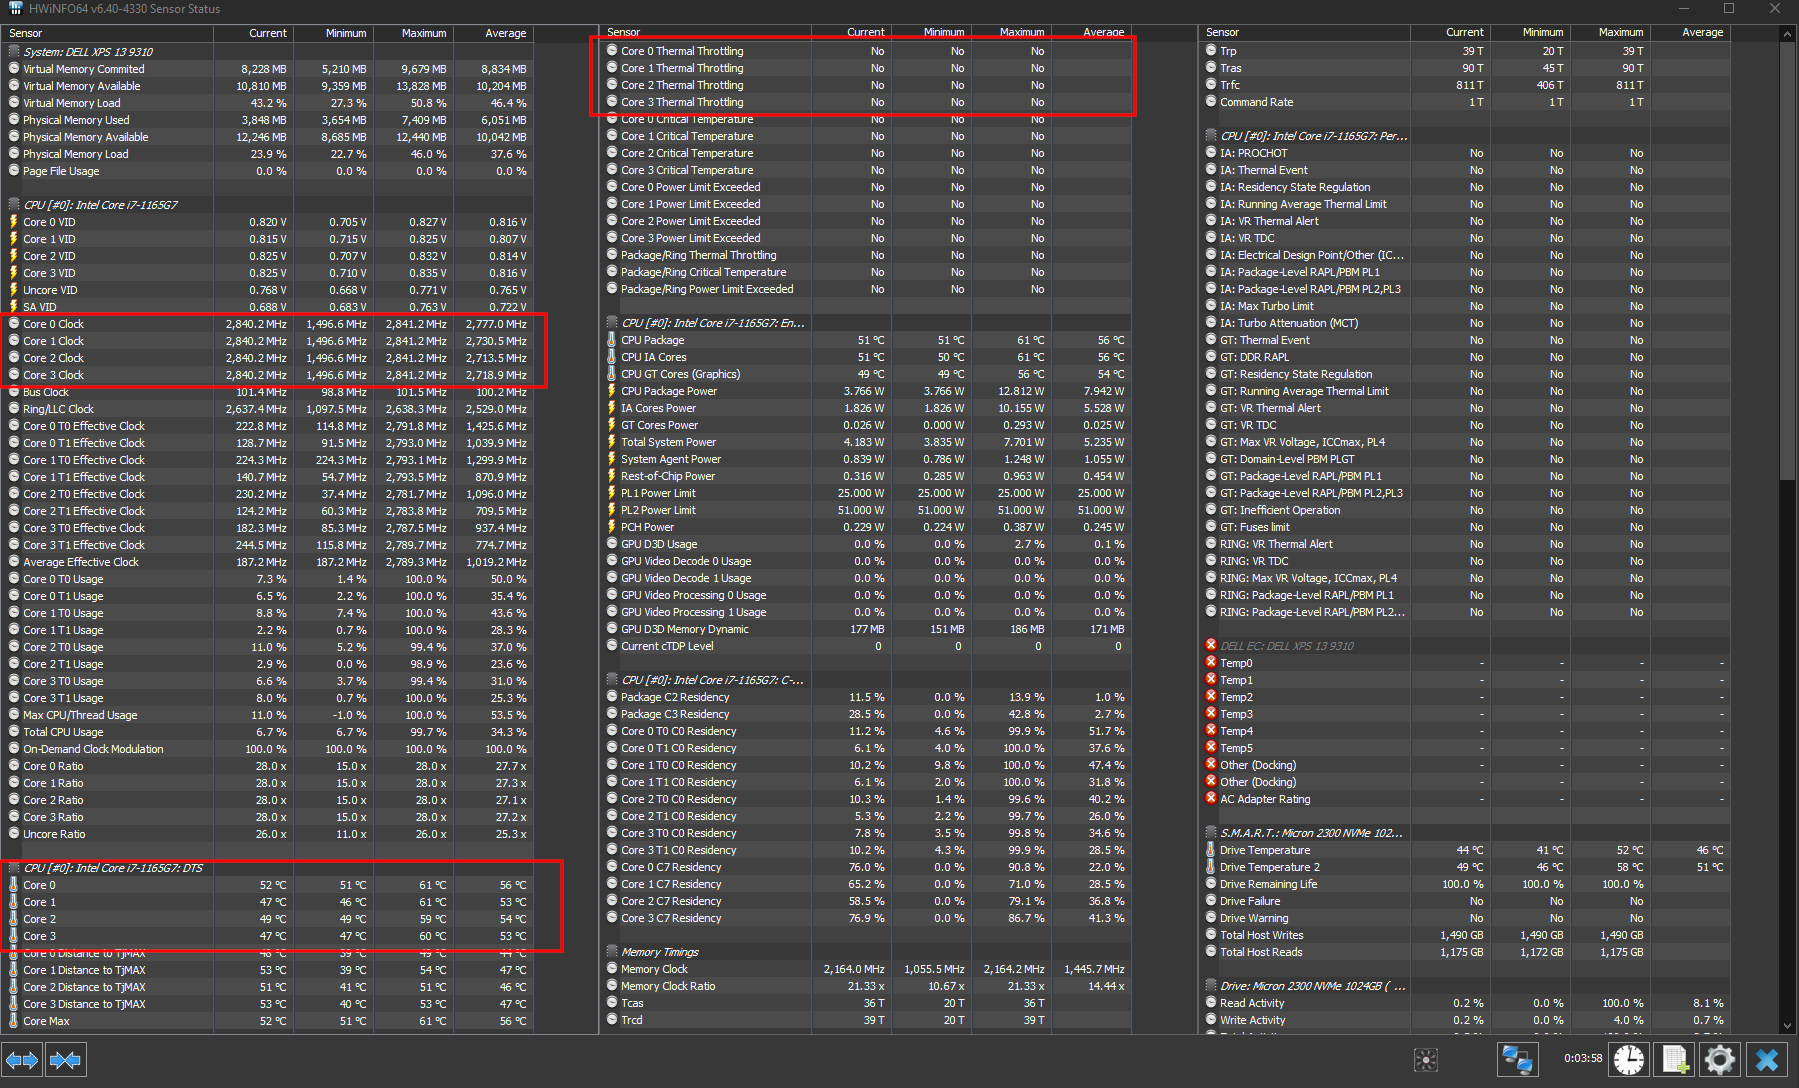 HWiNFO64 v6.40-4330 Sensor Status
Sensor Current Minimum Maximum Average
System: DELL XPS 13 9310
Virtual Memory Commited 8,228 MB 5,210 MB 9,679 MB 8,834 MB
Virtual Memory Available 10,810 MB 9,359 MB 13,828 MB 10,204 MB
Virtual Memory Load 43.2 % 27.3 % 50.8 % 46.4 %
Physical Memory Used 3,848 MB 3,654 MB 7,409 MB 6,051 MB
Physical Memory Available 12,246 MB 8,685 MB 12,440 MB 10,042 MB
Physical Memory Load 23.9 % 22.7 % 46.0 % 37.6 %
Page File Usage 0.0 % 0.0 % 0.0 % 0.0 %
CPU [#0]: Intel Core i7-1165G7
Core 0 VID 0.820 V 0.705 V 0.827 V 0.816 V
Core 1 VID 0.815 V 0.715 V 0.825 V 0.807 V
Core 2 VID 0.825 V 0.707 V 0.832 V 0.814 V
Core 3 VID 0.825 V 0.710 V 0.835 V 0.816 V
Uncore VID 0.768 V 0.668 V 0.771 V 0.765 V
SA VID 0.688 V 0.683 V 0.763 V 0.722 V
Core 0 Clock 2,840.2 MHz 1,496.6 MHz 2,841.2 MHz 2,777.0 MHz
Core 1 Clock 2,840.2 MHz 1,496.6 MHz 2,841.2 MHz 2,730.5 MHz
Core 2 Clock 2,840.2 MHz 1,496.6 MHz 2,841.2 MHz 2,713.5 MHz
Core 3 Clock 2,840.2 MHz 1,496.6 MHz 2,841.2 MHz 2,718.9 MHz
Bus Clock 101.4 MHz 98.8 MHz 101.5 MHz 100.2 MHz
Ring/LLC Clock 2,637.4 MHz 1,097.5 MHz 2,638.3 MHz 2,529.0 MHz
Core 0 T0 Effective Clock 222.8 MHz 114.8 MHz 2,791.8 MHz 1,425.6 MHz
Core 0 T1 Effective Clock 128.7 MHz 91.5 MHz 2,793.0 MHz 1,039.9 MHz
Core 1 T0 Effective Clock 224.3 MHz 224.3 MHz 2,793.1 MHz 1,299.9 MHz
Core 1 T1 Effective Clock 140.7 MHz 54.7 MHz 2,793.5 MHz 870.9 MHz
Core 2 T0 Effective Clock 230.2 MHz 37.4 MHz 2,781.7 MHz 1,096.0 MHz
Core 2 T1 Effective Clock 124.2 MHz 60.3 MHz 2,783.8 MHz 709.5 MHz
Core 3 T0 Effective Clock 182.3 MHz 85.3 MHz 2,787.5 MHz 937.4 MHz
Core 3 T1 Effective Clock 244.5 MHz 115.8 MHz 2,789.7 MHz 774.7 MHz
Average Effective Clock 187.2 MHz 187.2 MHz 2,789.3 MHz 1,019.2 MHz
Core 0 T0 Usage 7.3 % 1.4 % 100.0 % 50.0 %
Core 0 T1 Usage 6.5 % 2.2 % 100.0 % 35.4 %
Core 1 T0 Usage 8.8 % 7.4 % 100.0 % 43.6 %
Core 1 T1 Usage 2.2 % 0.7 % 100.0 % 28.3 %
Core 2 T0 Usage 11.0 % 5.2 % 99.4 % 37.0 %
Core 2 T1 Usage 2.9 % 0.0 % 98.9 % 23.6 %
Core 3 T0 Usage 6.6 % 3.7 % 99.4 % 31.0 %
Core 3 T1 Usage 8.0 % 0.7 % 100.0 % 25.3 %
Max CPU/Thread Usage 11.0 % -1.0 % 100.0 % 53.5 %
Total CPU Usage 6.7 % 6.7 % 99.7 % 34.3 %
On-Demand Clock Modulation 100.0 % 100.0 % 100.0 % 100.0 %
Core 0 Ratio 28.0 x 15.0 x 28.0 x 27.7 x
Core 1 Ratio 28.0 x 15.0 x 28.0 x 27.3 x
Core 2 Ratio 28.0 x 15.0 x 28.0 x 27.1 x
Core 3 Ratio 28.0 x 15.0 x 28.0 x 27.2 x
Uncore Ratio 26.0 x 11.0 x 26.0 x 25.3 x
CPU [#0]: Intel Core i7-1165G7: DTS
Core 0 52 °C 51 °C 61 °C 56 °C
Core 1 47 °C 46 °C 61 °C 53 °C
Core 2 49 °C 49 °C 59 °C 54 °C
Core 3 47 °C 47 °C 60 °C 53 °C
Core 0 Distance to TjMAX 48 °C 39 °C 49 °C 44 °C
Core 1 Distance to TjMAX 53 °C 39 °C 54 °C 47 °C
Core 2 Distance to TjMAX 51 °C 41 °C 51 °C 46 °C
Core 3 Distance to TjMAX 53 °C 40 °C 53 °C 47 °C
Core Max 52 °C 51 °C 61 °C 56 °C
Sensor Current Minimum Maximum Average
Core 0 Thermal Throttling No No No
Core 1 Thermal Throttling No No No
Core 2 Thermal Throttling No No No
Core 3 Thermal Throttling No No No
Core 0 Critical Temperature No No No
Core 1 Critical Temperature No No No
Core 2 Critical Temperature No No No
Core 3 Critical Temperature No No No
Core 0 Power Limit Exceeded No No No
Core 1 Power Limit Exceeded No No No
Core 2 Power Limit Exceeded No No No
Core 3 Power Limit Exceeded No No No
Package/Ring Thermal Throttling No No No
Package/Ring Critical Temperature No No No
Package/Ring Power Limit Exceeded No No No
CPU [#0]: Intel Core i7-1165G7: En...
CPU Package 51 °C 51 °C 61 °C 56 °C
CPU IA Cores 51 °C 50 °C 61 °C 56 °C
CPU GT Cores (Graphics) 49 °C 49 °C 56 °C 54 °C
CPU Package Power 3.766 W 3.766 W 12.812 W 7.942 W
IA Cores Power 1.826 W 1.826 W 10.155 W 5.528 W
GT Cores Power 0.026 W 0.000 W 0.293 W 0.025 W
Total System Power 4.183 W 3.835 W 7.701 W 5.235 W
System Agent Power 0.839 W 0.786 W 1.248 W 1.055 W
Rest-of-Chip Power 0.316 W 0.285 W 0.963 W 0.454 W
PL1 Power Limit 25.000 W 25.000 W 25.000 W 25.000 W
PL2 Power Limit 51.000 W 51.000 W 51.000 W 51.000 W
PCH Power 0.229 W 0.224 W 0.387 W 0.245 W
GPU D3D Usage 0.0 % 0.0 % 2.7 % 0.1 %
GPU Video Decode 0 Usage 0.0 % 0.0 % 0.0 % 0.0 %
GPU Video Decode 1 Usage 0.0 % 0.0 % 0.0 % 0.0 %
GPU Video Processing 0 Usage 0.0 % 0.0 % 0.0 % 0.0 %
GPU Video Processing 1 Usage 0.0 % 0.0 % 0.0 % 0.0 %
GPU D3D Memory Dynamic 177 MB 151 MB 186 MB 171 MB
Current cTDP Level 0 0 0 0
CPU [#0]: Intel Core i7-1165G7: C-...
Package C2 Residency 11.5 % 0.0 % 13.9 % 1.0 %
Package C3 Residency 28.5 % 0.0 % 42.8 % 2.7 %
Core 0 T0 C0 Residency 11.2 % 4.6 % 99.9 % 51.7 %
Core 0 T1 C0 Residency 6.1 % 4.0 % 100.0 % 37.6 %
Core 1 T0 C0 Residency 10.2 % 9.8 % 100.0 % 47.4 %
Core 1 T1 C0 Residency 6.1 % 2.0 % 100.0 % 31.8 %
Core 2 T0 C0 Residency 10.3 % 1.4 % 99.6 % 40.2 %
Core 2 T1 C0 Residency 5.3 % 2.2 % 99.7 % 26.0 %
Core 3 T0 C0 Residency 7.8 % 3.5 % 99.8 % 34.6 %
Core 3 T1 C0 Residency 10.2 % 4.3 % 99.9 % 28.5 %
Core 0 C7 Residency 76.0 % 0.0 % 90.8 % 22.0 %
Core 1 C7 Residency 65.2 % 0.0 % 71.0 % 28.5 %
Core 2 C7 Residency 58.5 % 0.0 % 79.1 % 36.8 %
Core 3 C7 Residency 76.9 % 0.0 % 86.7 % 41.3 %
Memory Timings
Memory Clock 2,164.0 MHz 1,055.5 MHz 2,164.2 MHz 1,445.7 MHz
Memory Clock Ratio 21.33 x 10.67 x 21.33 x 14.44 x
Tcas 36 T 20 T 36 T
Trcd 39 T 20 T 39 T
Sensor Current Minimum Maximum Average
Trp 39 T 20 T 39 T
Tras 90 T 45 T 90 T
Trfc 811 T 406 T 811 T
Command Rate 1 T 1 T 1 T
CPU [#0]: Intel Core i7-1165G7: Per...
IA: PROCHOT No No No
IA: Thermal Event No No No
IA: Residency State Regulation No No No
IA: Running Average Thermal Limit No No No
IA: VR Thermal Alert No No No
IA: VR TDC No No No
IA: Electrical Design Point/Other (IC... No No No
IA: Package-Level RAPL/PBM PL1 No No No
IA: Package-Level RAPL/PBM PL2,PL3 No No No
IA: Max Turbo Limit No No No
IA: Turbo Attenuation (MCT) No No No
GT: Thermal Event No No No
GT: DDR RAPL No No No
GT: Residency State Regulation No No No
GT: Running Average Thermal Limit No No No
GT: VR Thermal Alert No No No
GT: VR TDC No No No
GT: Max VR Voltage, ICCmax, PL4 No No No
GT: Domain-Level PBM PLGT No No No
GT: Package-Level RAPL/PBM PL1 No No No
GT: Package-Level RAPL/PBM PL2,PL3 No No No
GT: Inefficient Operation No No No
GT: Fuses limit No No No
RING: VR Thermal Alert No No No
RING: VR TDC No No No
RING: Max VR Voltage, ICCmax, PL4 No No No
RING: Package-Level RAPL/PBM PL1 No No No
RING: Package-Level RAPL/PBM PL2... No No No
DELL EC: DELL XPS 13 9310
Temp0 - - - -
Temp1 - - - -
Temp2 - - - -
Temp3 - - - -
Temp4 - - - -
Temp5 - - - -
Other (Docking) - - - -
Other (Docking) - - - -
AC Adapter Rating - - - -
S.M.A.R.T.: Micron 2300 NVMe 102...
Drive Temperature 44 °C 41 °C 52 °C 46 °C
Drive Temperature 2 49 °C 46 °C 58 °C 51 °C
Drive Remaining Life 100.0 % 100.0 % 100.0 %
Drive Failure No No No
Drive Warning No No No
Total Host Writes 1,490 GB 1,490 GB 1,490 GB
Total Host Reads 1,175 GB 1,172 GB 1,175 GB
Drive: Micron 2300 NVMe 1024GB ( ...
Read Activity 0.2 % 0.0 % 100.0 % 8.1 %
Write Activity 0.2 % 0.0 % 4.0 % 0.7 %
0:03:58